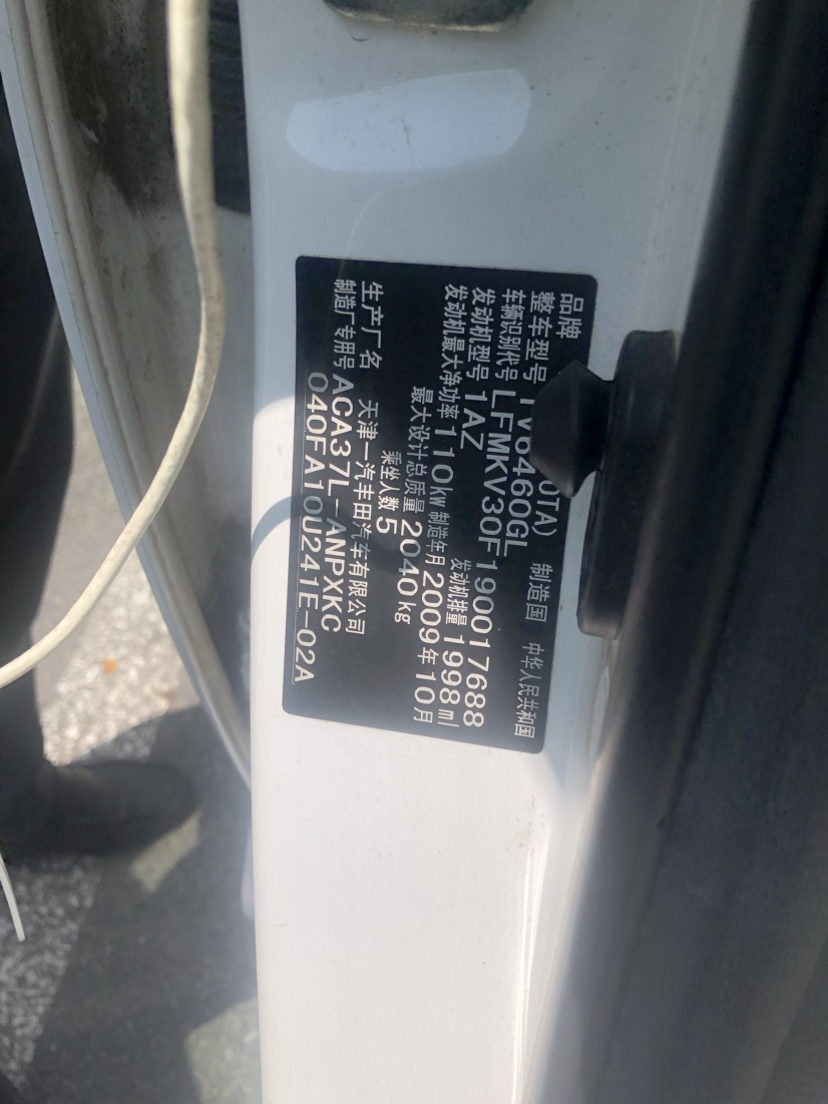 品牌 OTA) 制造国 中华人民共和国
整车型号 TV6460GL
车辆识别代号 LFMKV30F190017688
发动机型号 1AZ 发动机排量 1998ml
发动机最大净功率 110kW 制造年月 2009年10月
最大设计总质量 2040kg
乘坐人数 5
生产厂名 天津一汽丰田汽车有限公司
制造厂专用号 ACA37L-ANPXKC
040FA10U241E-02A